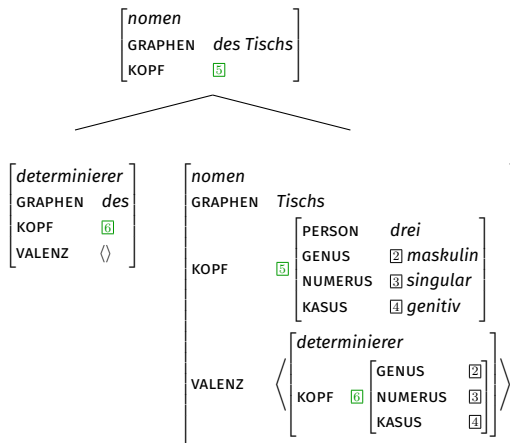 nomen
GRAPHEN des Tischs
KOPF 5
determinierer
GRAPHEN des
KOPF 6
VALENZ ⟨⟩
nomen
GRAPHEN Tischs
KOPF 5
PERSON drei
GENUS 2 maskulin
NUMERUS 3 singular
KASUS 4 genitiv
VALENZ
determinierer
KOPF 6
GENUS 2
NUMERUS 3
KASUS 4